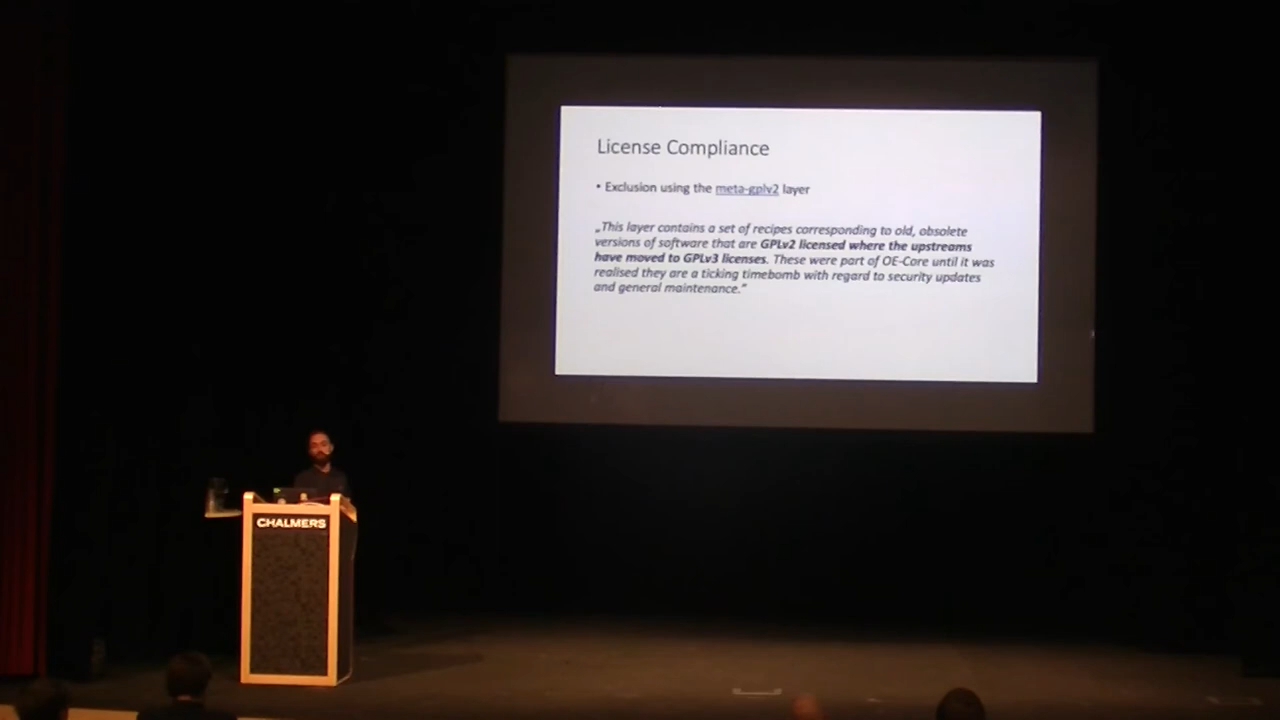 License Compliance
• Exclusion using the meta-gplv2 layer
„This layer contains a set of recipes corresponding to old, obsolete
versions of software that are GPLv2 licensed where the upstreams
have moved to GPLv3 licenses. These were part of OE-Core until it was
realised they are a ticking timebomb with regard to security updates
and general maintenance.“
CHALMERS